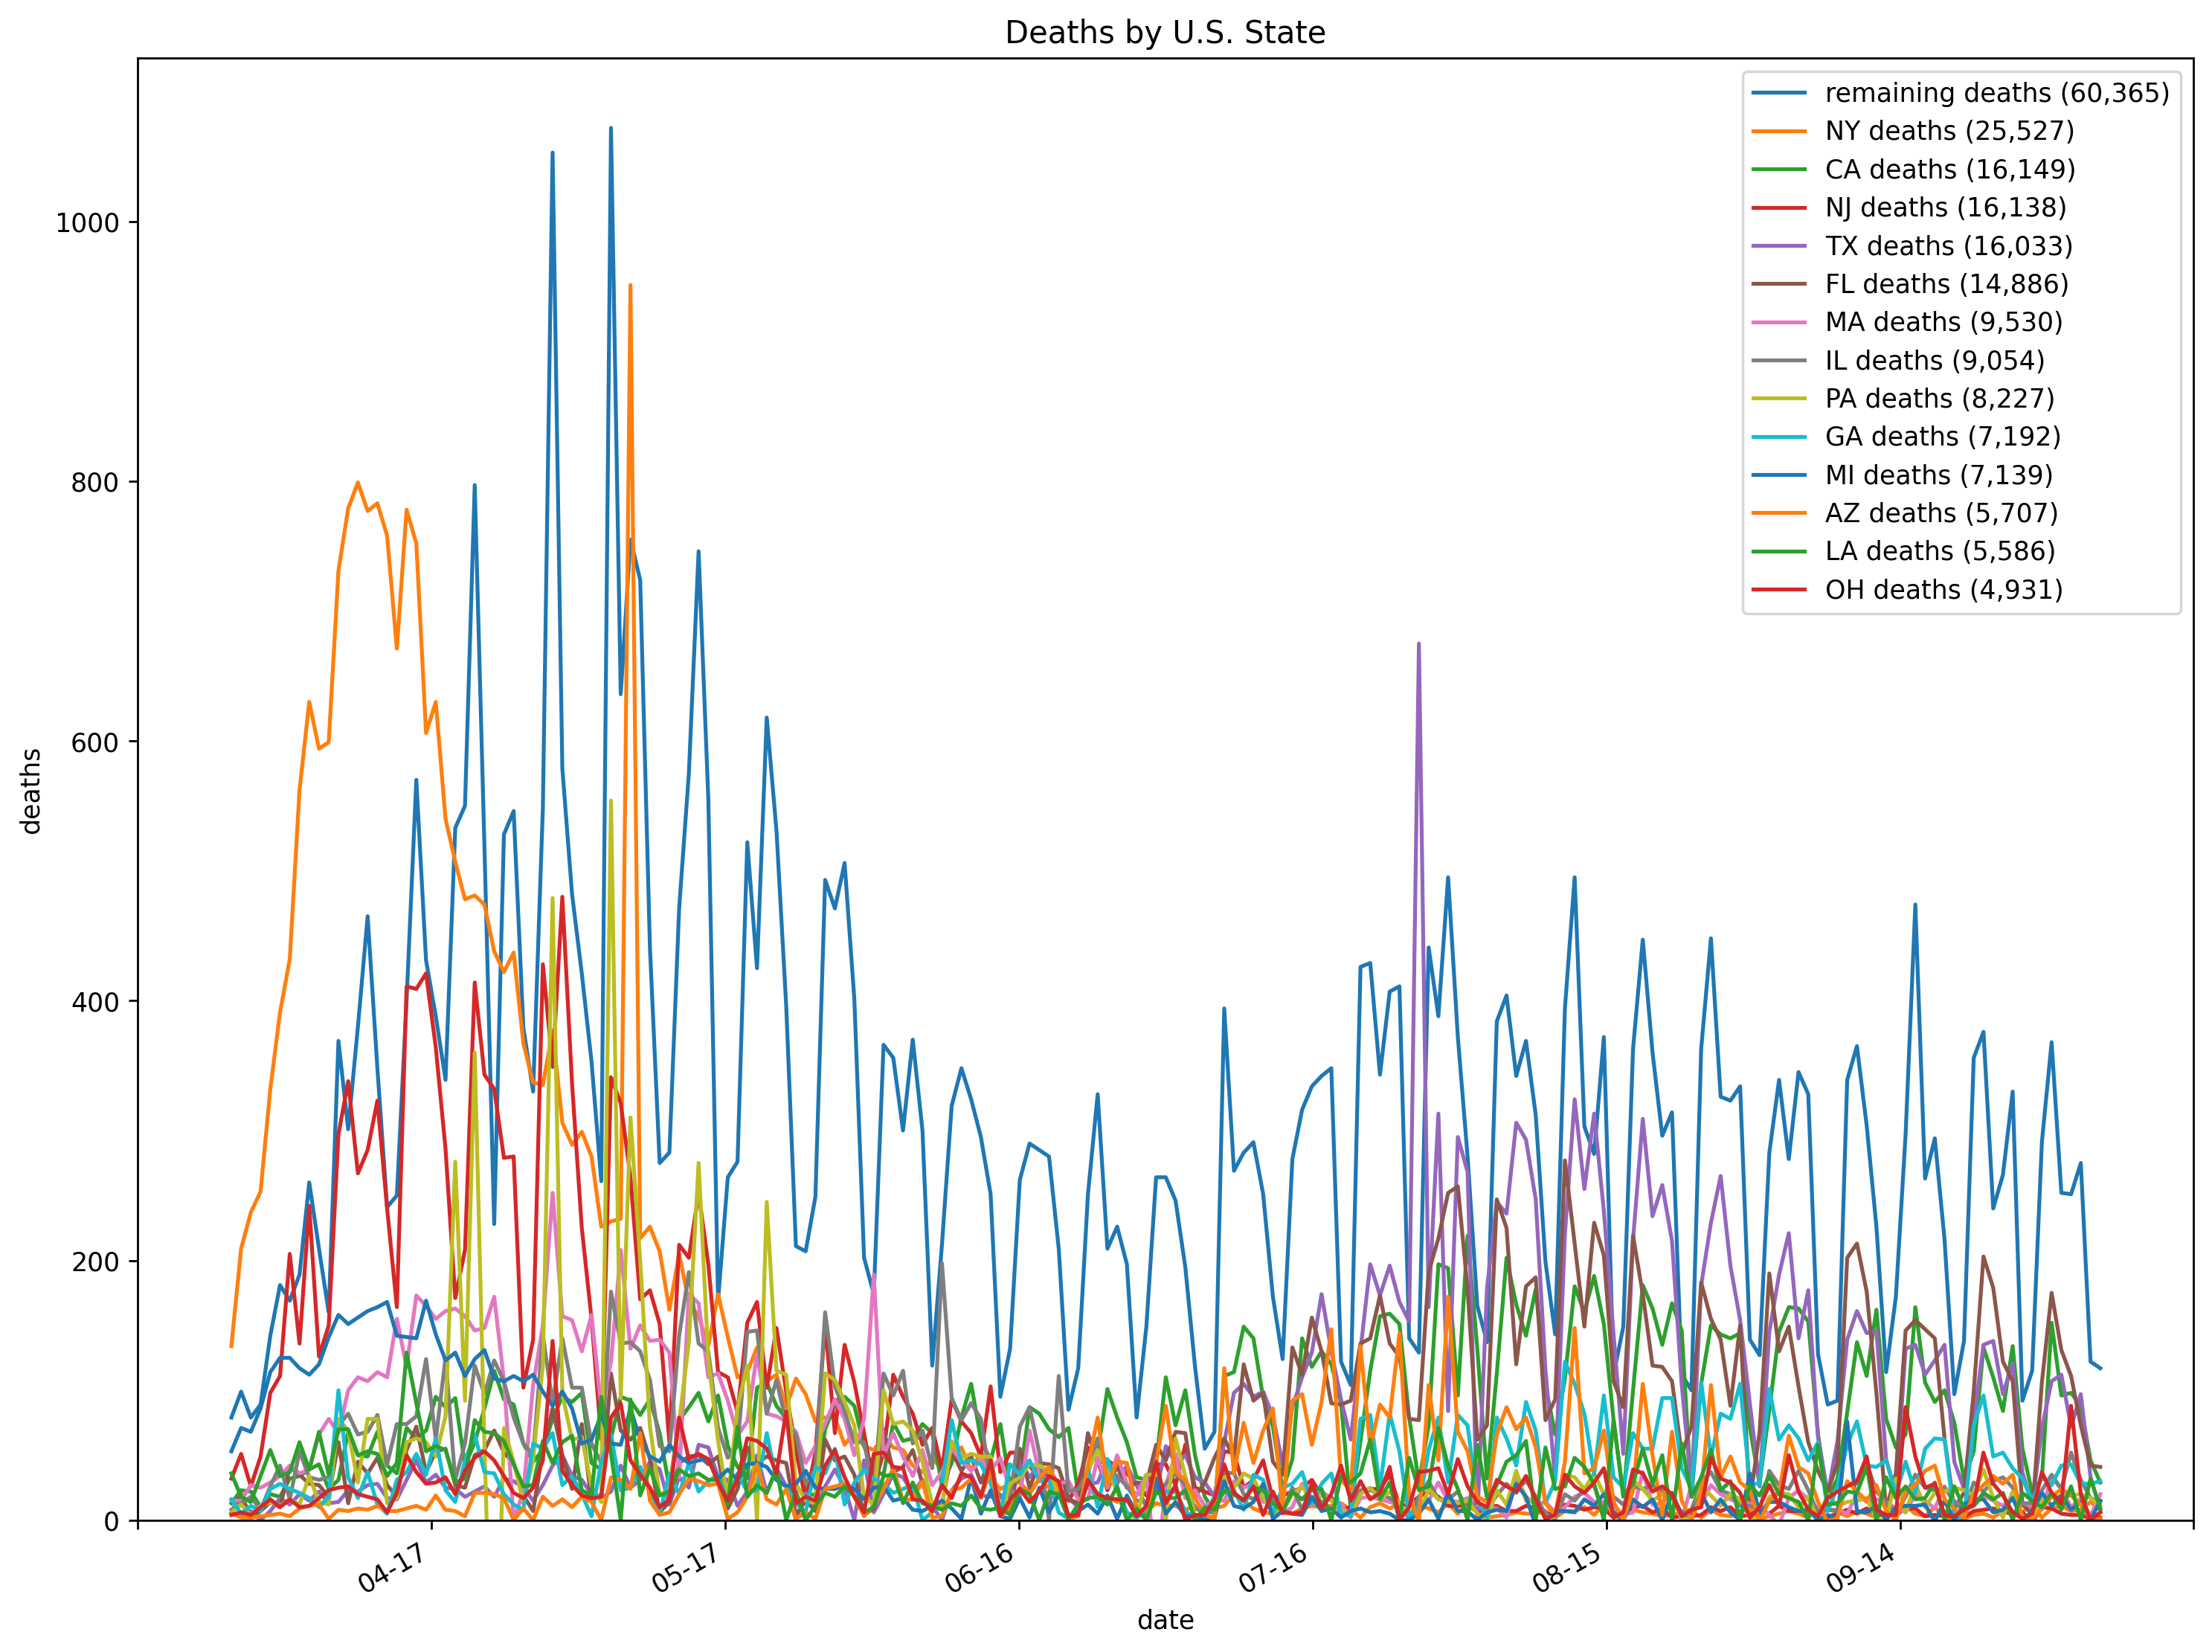 Deaths by U.S. State
remaining deaths (60,365)
NY deaths (25,527)
CA deaths (16,149)
NJ deaths (16,138)
TX deaths (16,033)
FL deaths (14,886)
MA deaths (9,530)
IL deaths (9,054)
PA deaths (8,227)
GA deaths (7,192)
MI deaths (7,139)
AZ deaths (5,707)
LA deaths (5,586)
OH deaths (4,931)
1000
800
600
400
200
0
deaths
04-17 05-17 06-16 07-16 08-15 09-14
date